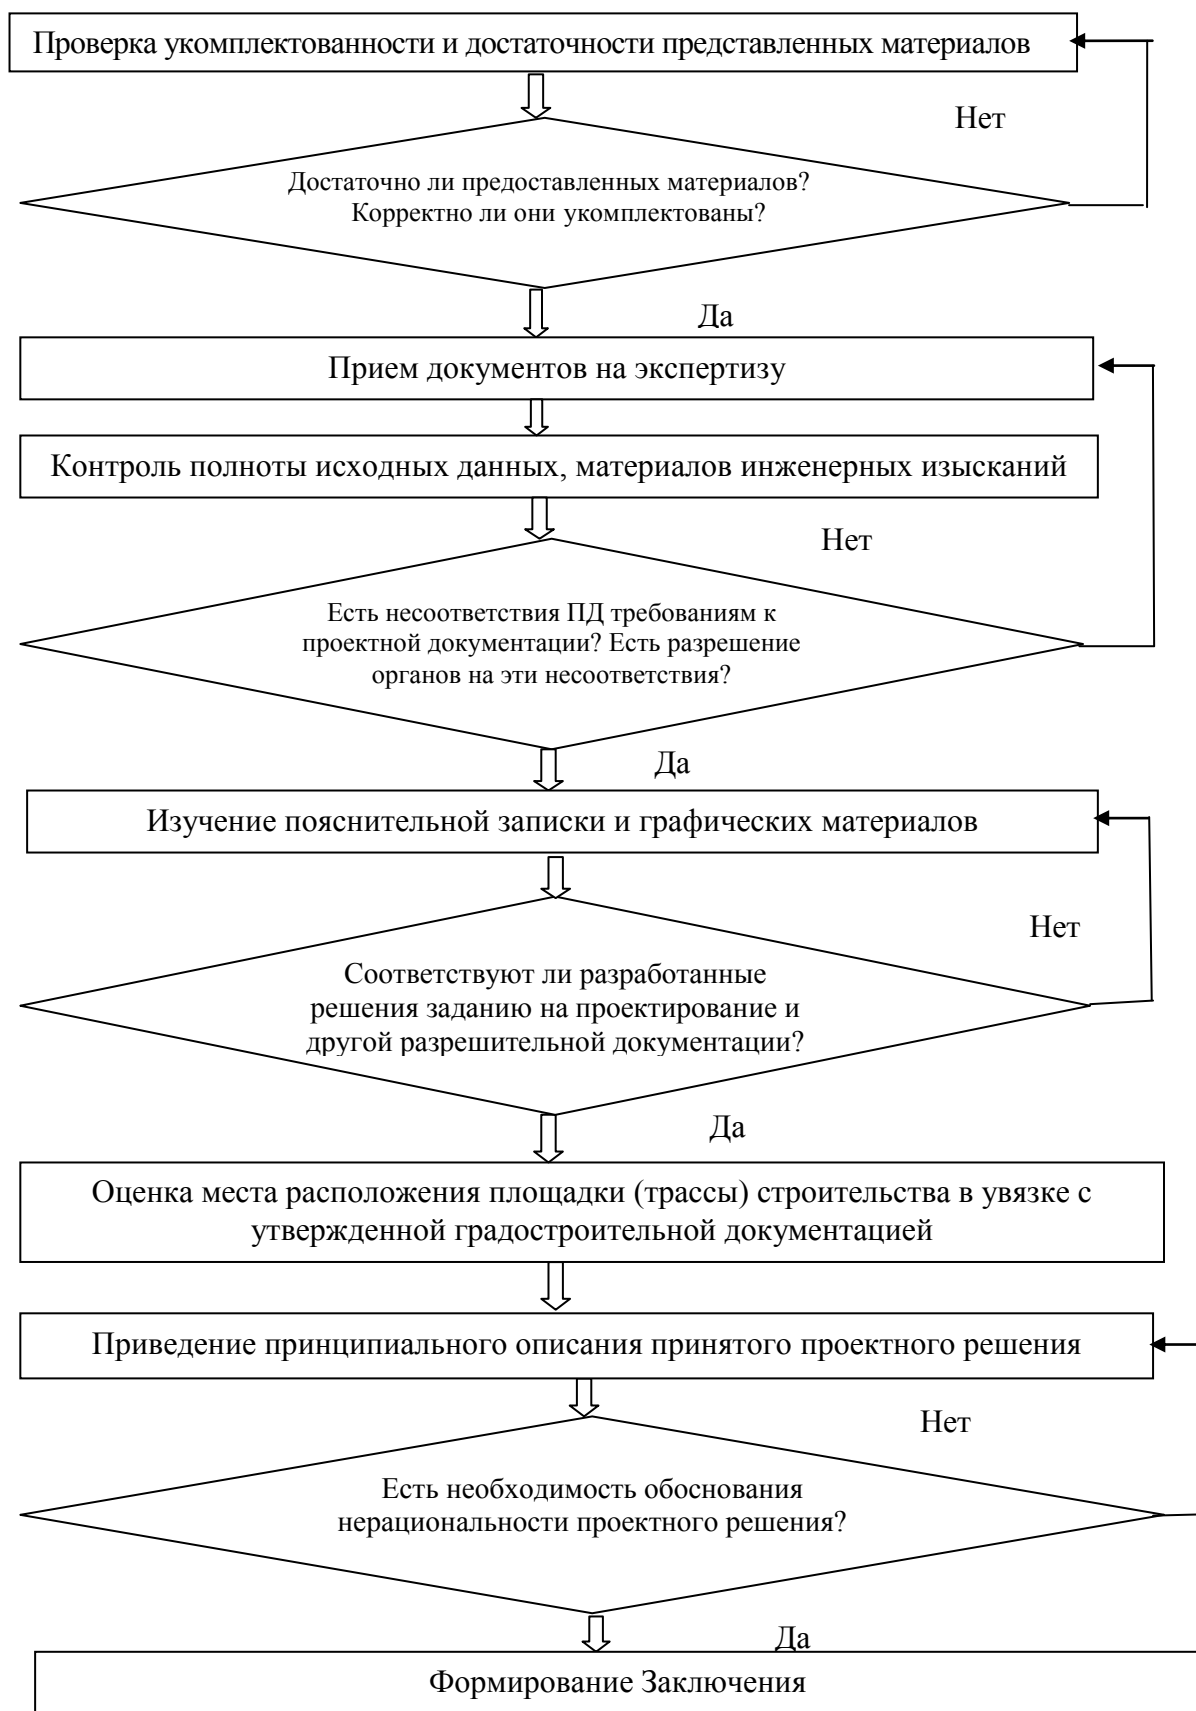 Проверка укомплектованности и достаточности представленных материалов
Нет
Достаточно ли предоставленных материалов?
Корректно ли они укомплектованы?
Да
Прием документов на экспертизу
Контроль полноты исходных данных, материалов инженерных изысканий
Нет
Есть несоответствия ПД требованиям к
проектной документации? Есть разрешение
органов на эти несоответствия?
Да
Изучение пояснительной записки и графических материалов
Нет
Соответствуют ли разработанные
решения заданию на проектирование и
другой разрешительной документации?
Да
Оценка места расположения площадки (трассы) строительства в увязке с
утвержденной градостроительной документацией
Приведение принципиального описания принятого проектного решения
Нет
Есть необходимость обоснования
нерациональности проектного решения?
Да
Формирование Заключения